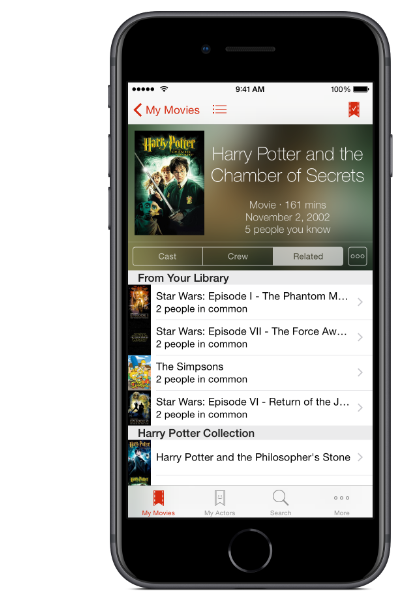 9:41 AM 100%
My Movies
Harry Potter
Harry Potter and the
Chamber of Secrets
Movie · 161 mins
November 2, 2002
5 people you know
Cast Crew Related
From Your Library
Star Wars: Episode I - The Phantom M...
2 people in common
Star Wars: Episode VII - The Force Aw...
2 people in common
The Simpsons
2 people in common
Star Wars: Episode VI - Return of the J...
2 people in common
Harry Potter Collection
Harry Potter and the Philosopher's Stone
My Movies My Actors Search More